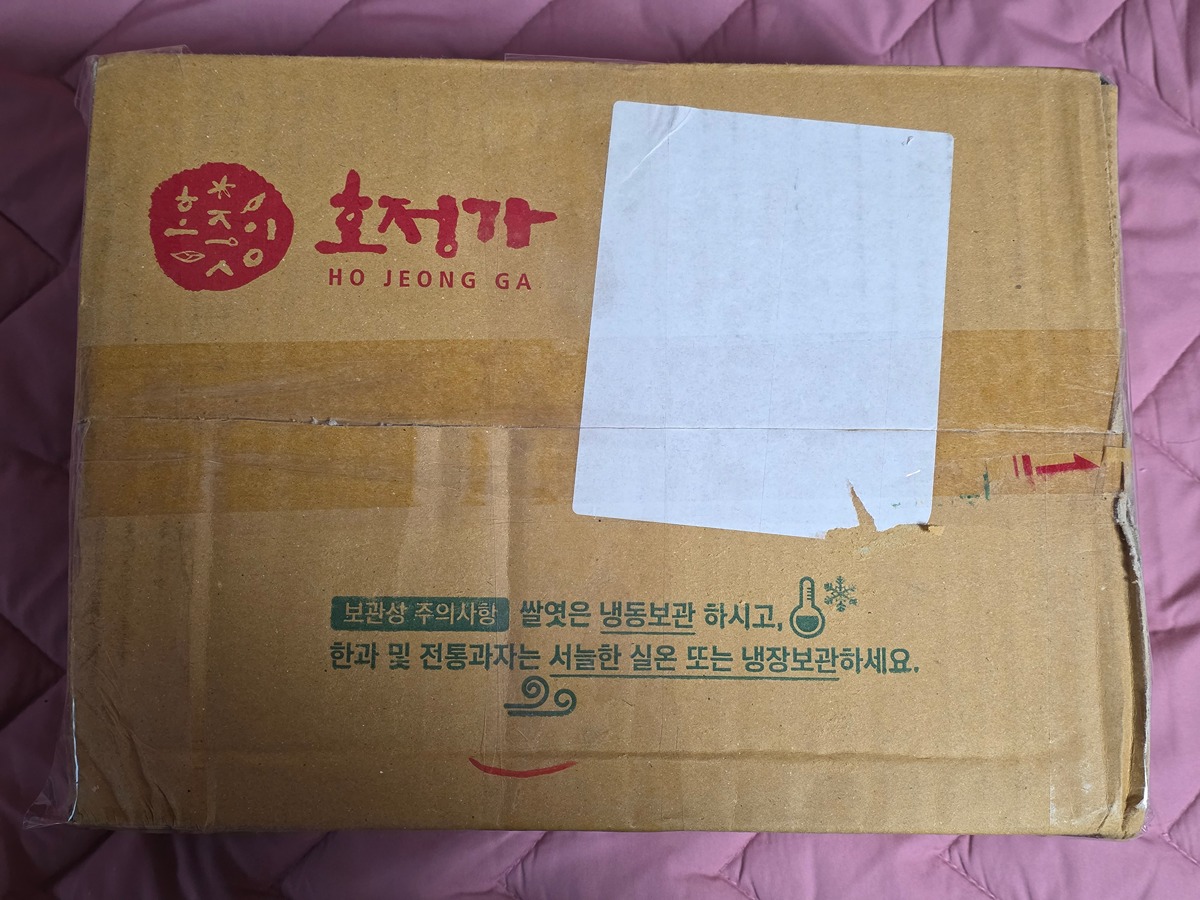 호정가
HO JEONG GA
보관상 주의사항 쌀엿은 냉동보관 하시고,
한과 및 전통과자는 서늘한 실온 또는 냉장보관하세요.